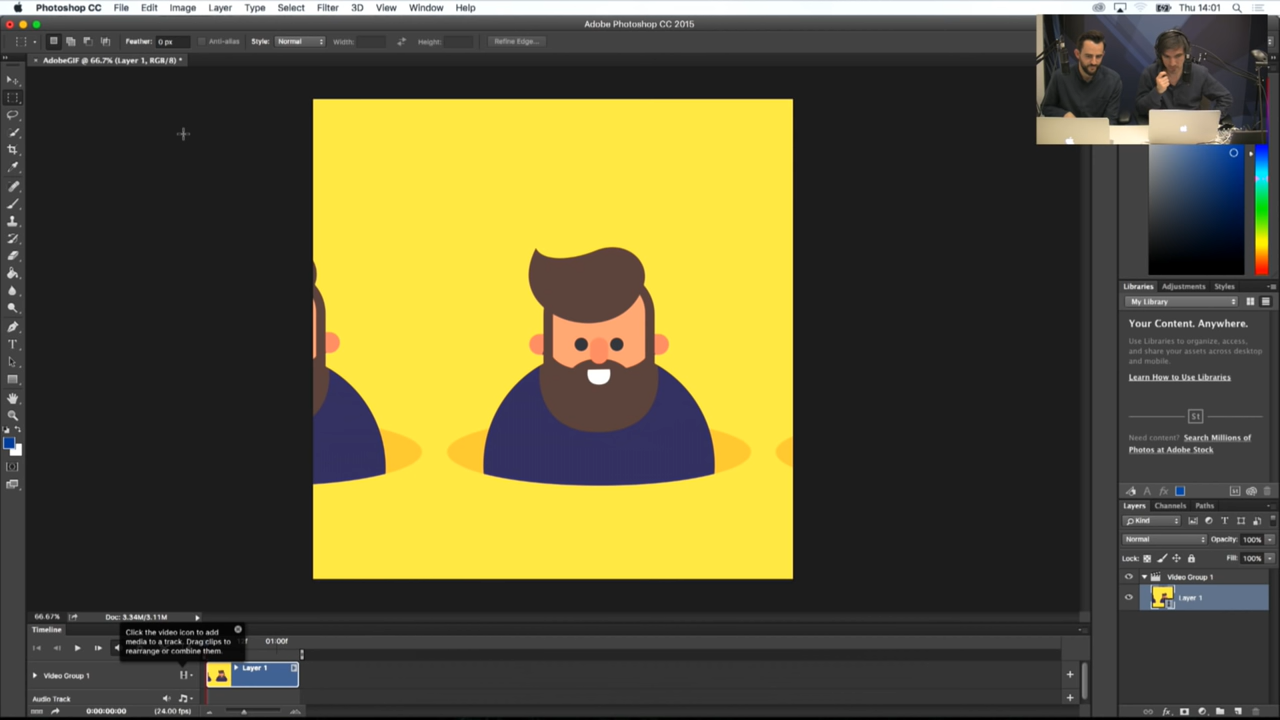 Photoshop CC File Edit Image Layer Type Select Filter 3D View Window Help
Thu 14:01
Adobe Photoshop CC 2015
Feather: 0 px Anti-alias Style: Normal Width: Height: Refine Edge...
AdobeGIF @ 66.7% (Layer 1, RGB/8) *
Libraries Adjustments Styles
My Library
Your Content. Anywhere.
Use Libraries to organize, access,
and share your assets across desktop
and mobile.
Learn How to Use Libraries
St
Need content? Search Millions of
Photos at Adobe Stock
Layers Channels Paths
Kind
Normal Opacity: 100%
Lock: Fill: 100%
Video Group 1
Layer 1
66.67% Doc: 3.34M/3.11M
Timeline
Click the video icon to add
media to a track. Drag clips to
rearrange or combine them.
01:00f
Video Group 1
Layer 1
Audio Track
0:00:00:00 (24.00 fps)